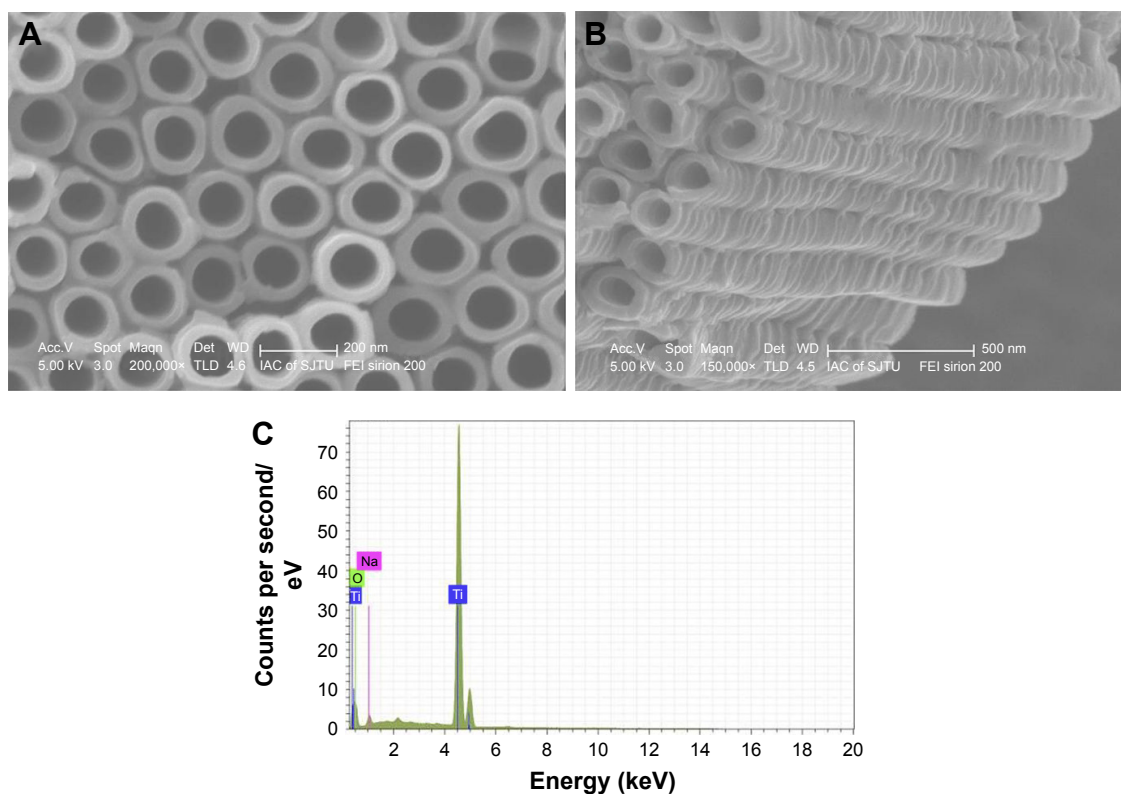 A
Acc.V Spot Maqn Det WD 200 nm
5.00 kV 3.0 200,000× TLD 4.6 IAC of SJTU FEI sirion 200
B
Acc.V Spot Maqn Det WD 500 nm
5.00 kV 3.0 150,000× TLD 4.5 IAC of SJTU FEI sirion 200
C
Counts per second/
eV
70
60
50
40
30
20
10
0
Na
O
Ti
Ti
2 4 6 8 10 12 14 16 18 20
Energy (keV)